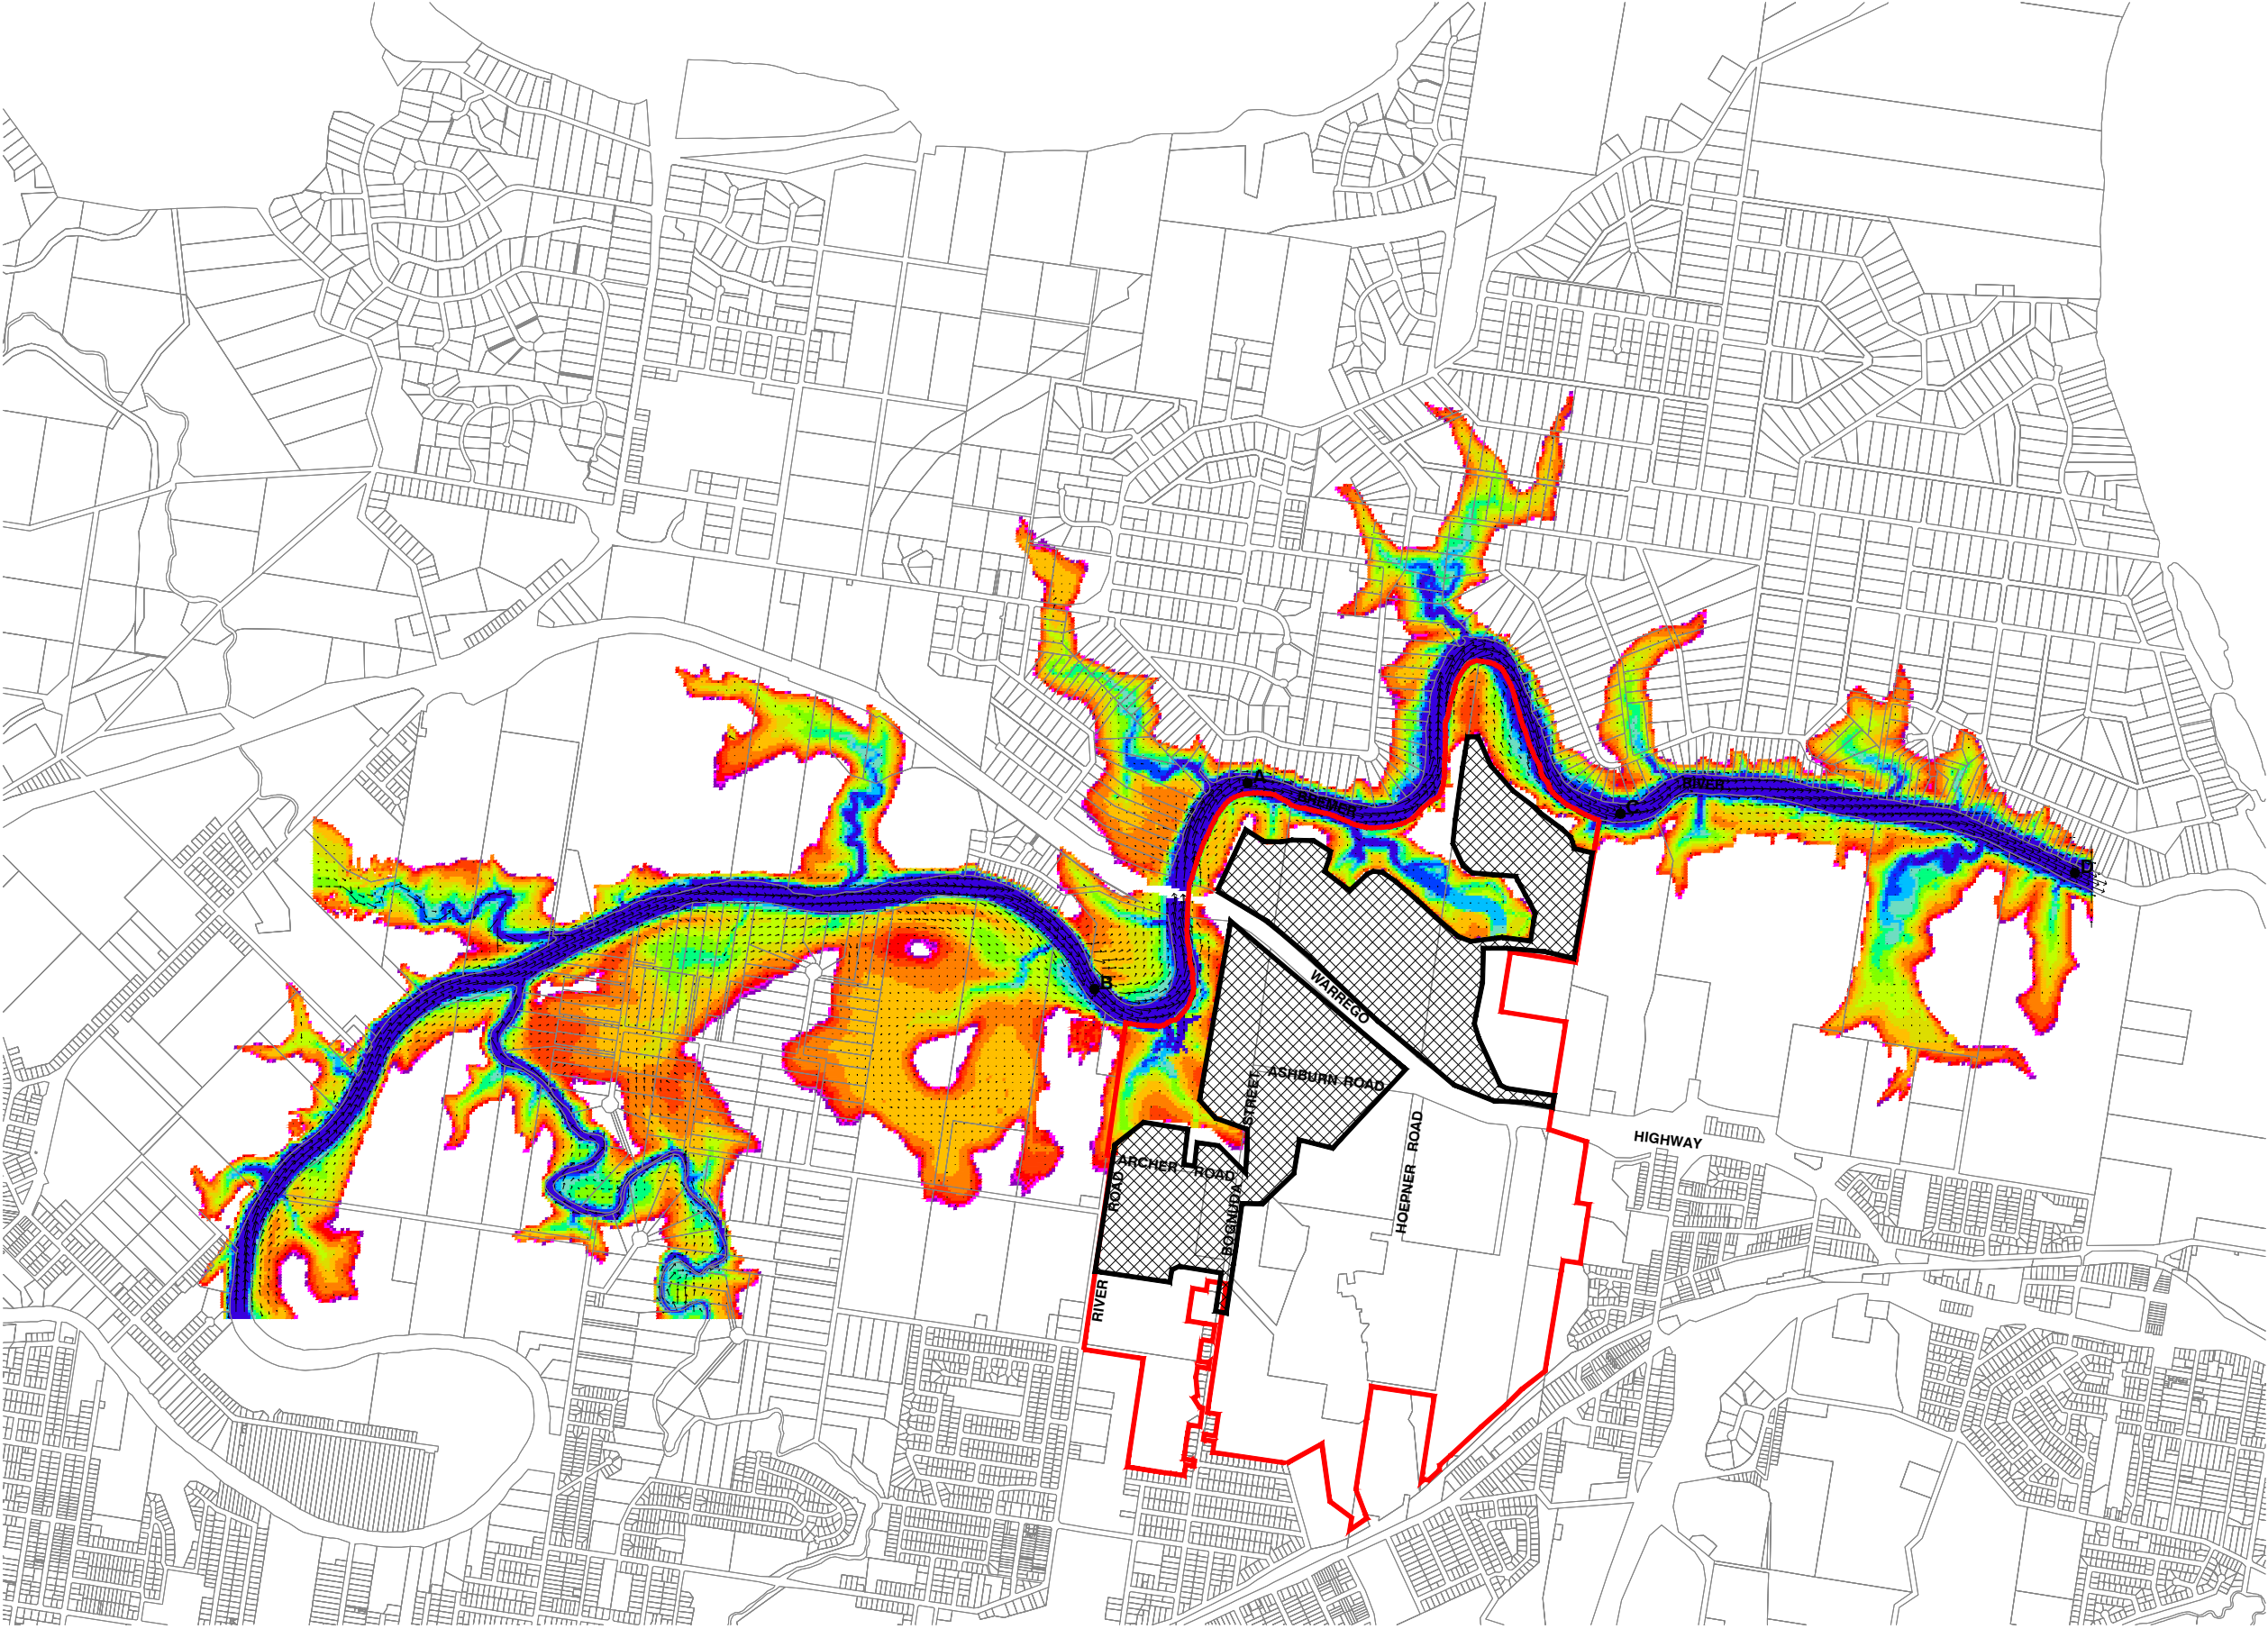 A
BREMER
RIVER
C
D
B
WARREGO
ASHBURN ROAD
STREET
HIGHWAY
ARCHER ROAD
HOEPNER ROAD
ROAD
BOGNUDA
RIVER